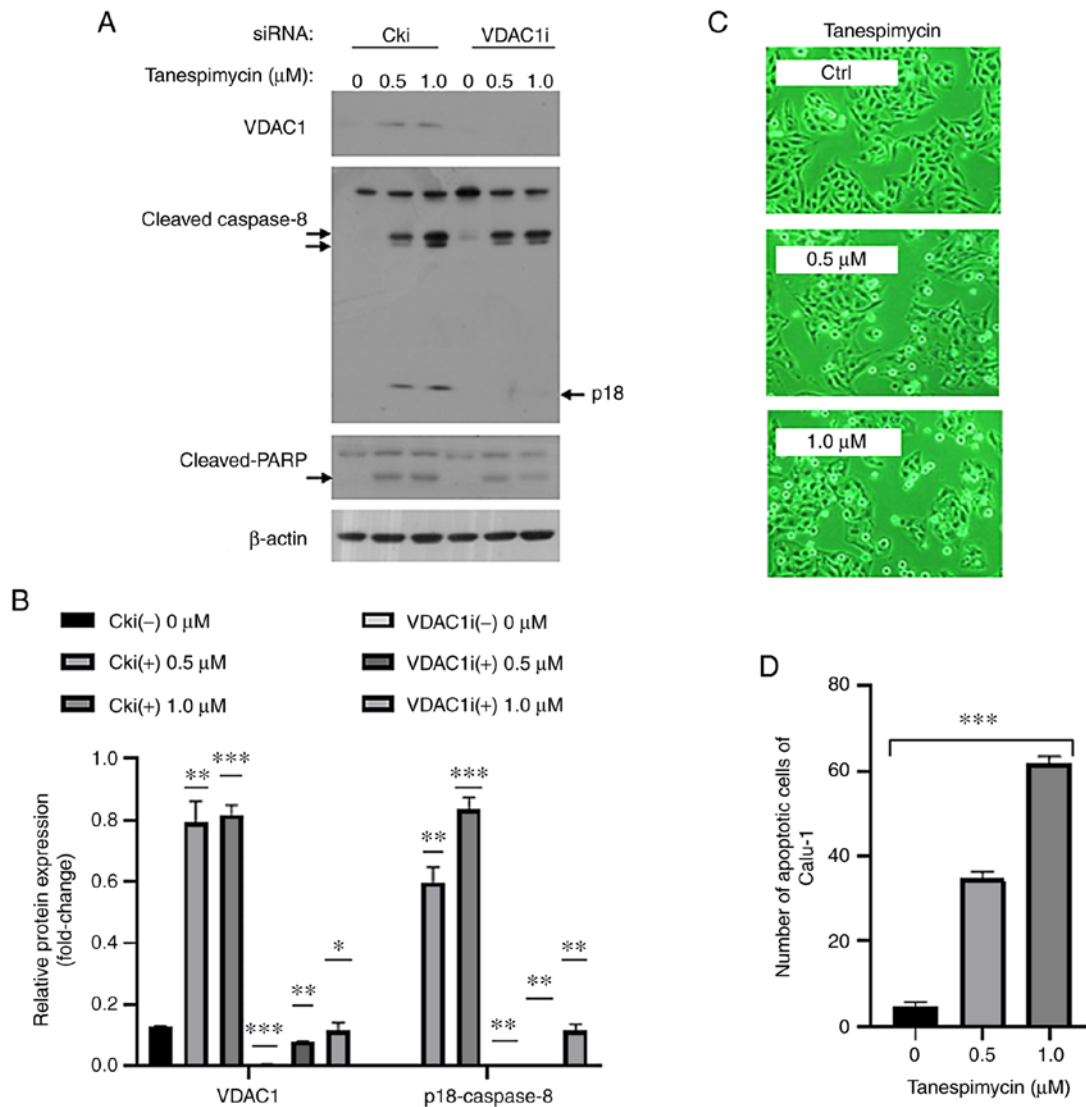 A
siRNA: Cki VDAC1i
Tanespimycin (μM): 0 0.5 1.0 0 0.5 1.0
VDAC1
Cleaved caspase-8
p18
Cleaved-PARP
β-actin
B
Cki(–) 0 μM VDAC1i(–) 0 μM
Cki(+) 0.5 μM VDAC1i(+) 0.5 μM
Cki(+) 1.0 μM VDAC1i(+) 1.0 μM
Relative protein expression
(fold-change)
1.0
0.8
0.6
0.4
0.2
0.0
** *** *** ** * ** *** ** ** **
VDAC1 p18-caspase-8
C
Tanespimycin
Ctrl
0.5 μM
1.0 μM
D
Number of apoptotic cells of
Calu-1
80
60
40
20
0
***
0 0.5 1.0
Tanespimycin (μM)